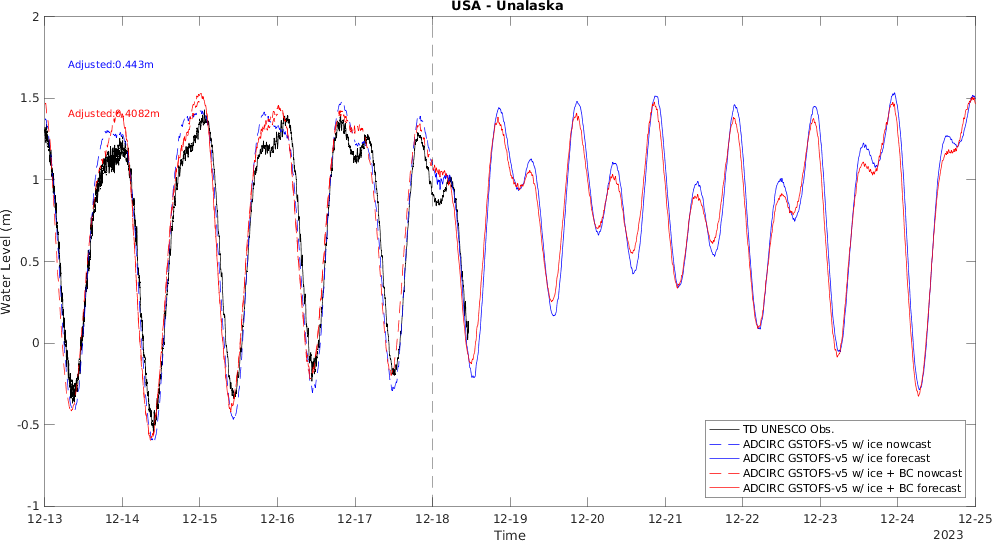 USA - Unalaska
Water Level (m)
2
1.5
1
0.5
0
-0.5
-1
Adjusted:0.443m
Adjusted:0.4082m
TD UNESCO Obs.
ADCIRC GSTOFS-v5 w/ ice nowcast
ADCIRC GSTOFS-v5 w/ ice forecast
ADCIRC GSTOFS-v5 w/ ice + BC nowcast
ADCIRC GSTOFS-v5 w/ ice + BC forecast
12-13 12-14 12-15 12-16 12-17 12-18 12-19 12-20 12-21 12-22 12-23 12-24 12-25
Time
2023